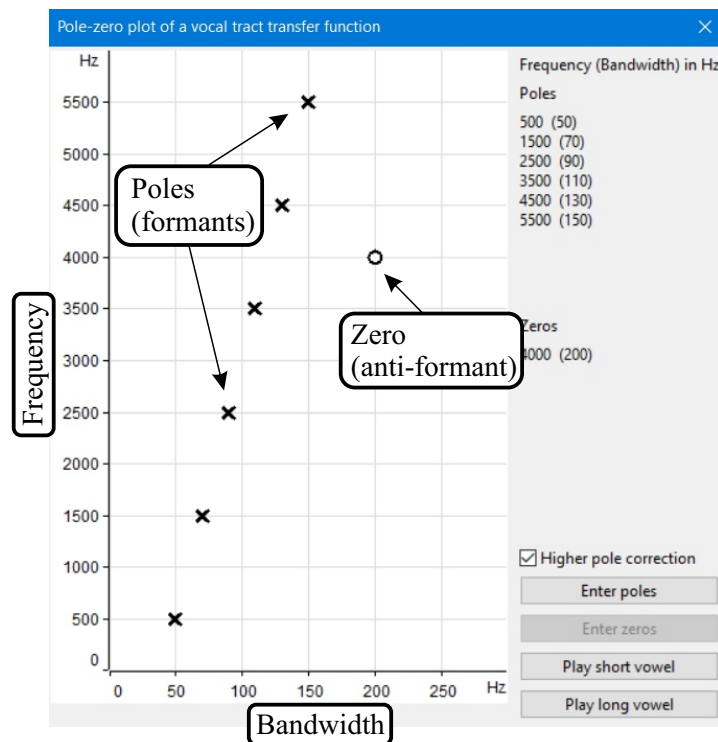 Pole-zero plot of a vocal tract transfer function
Hz
5500
5000
4500
4000
3500
3000
2500
2000
1500
1000
500
0
0 50 100 150 200 250 Hz
Frequency
Bandwidth
Poles
(formants)
Zero
(anti-formant)
Frequency (Bandwidth) in Hz
Poles
500 (50)
1500 (70)
2500 (90)
3500 (110)
4500 (130)
5500 (150)
Zeros
4000 (200)
Higher pole correction
Enter poles
Enter zeros
Play short vowel
Play long vowel